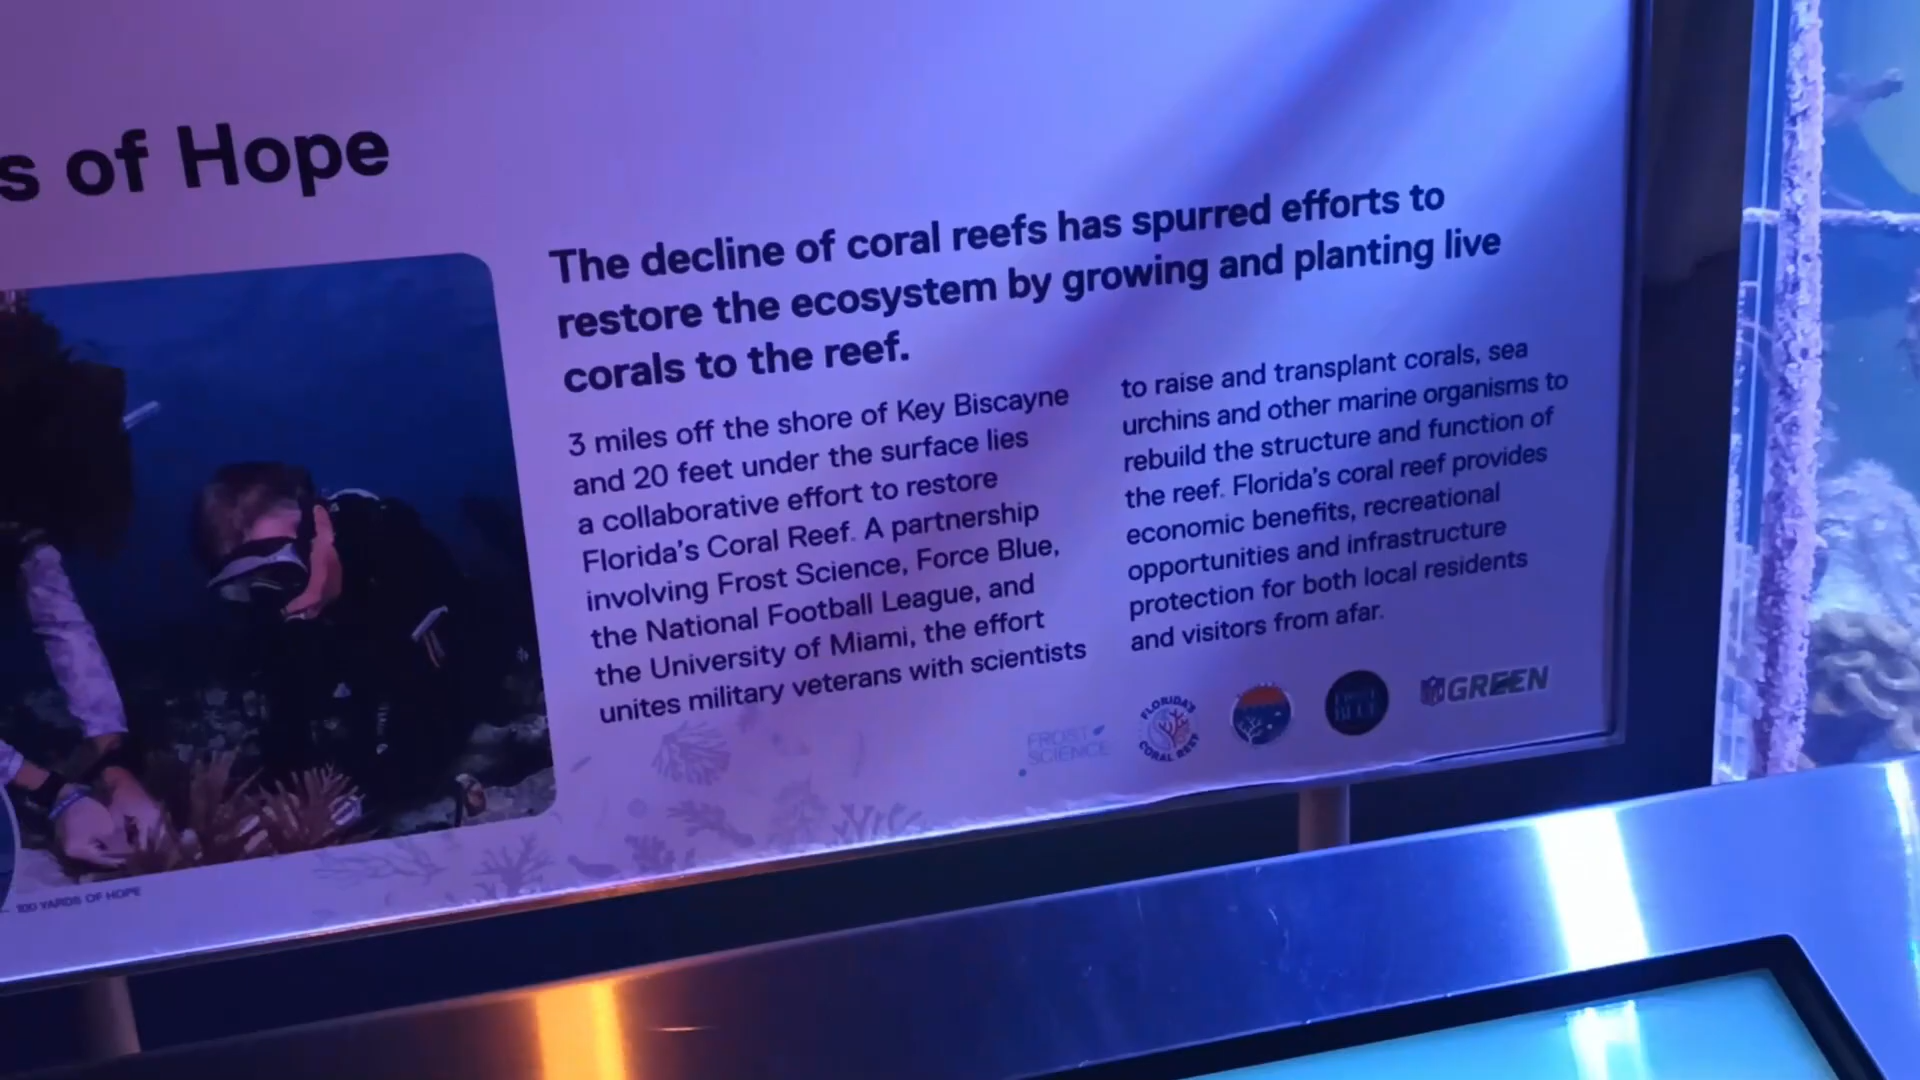 s of Hope
The decline of coral reefs has spurred efforts to
restore the ecosystem by growing and planting live
corals to the reef.
3 miles off the shore of Key Biscayne
and 20 feet under the surface lies
a collaborative effort to restore
Florida's Coral Reef. A partnership
involving Frost Science, Force Blue,
the National Football League, and
the University of Miami, the effort
unites military veterans with scientists
to raise and transplant corals, sea
urchins and other marine organisms to
rebuild the structure and function of
the reef. Florida's coral reef provides
economic benefits, recreational
opportunities and infrastructure
protection for both local residents
and visitors from afar.
FROST
SCIENCE
FLORIDA'S
CORAL REEF
FORCE
BLUE
NFL GREEN
100 YARDS OF HOPE